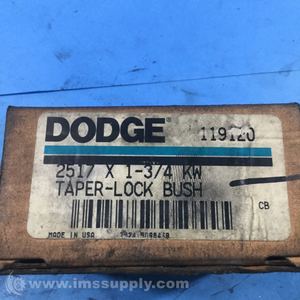 DODGE 119120
2517 X 1-3/4 KW
TAPER-LOCK BUSH
CB
MADE IN USA
© www.imssupply.com